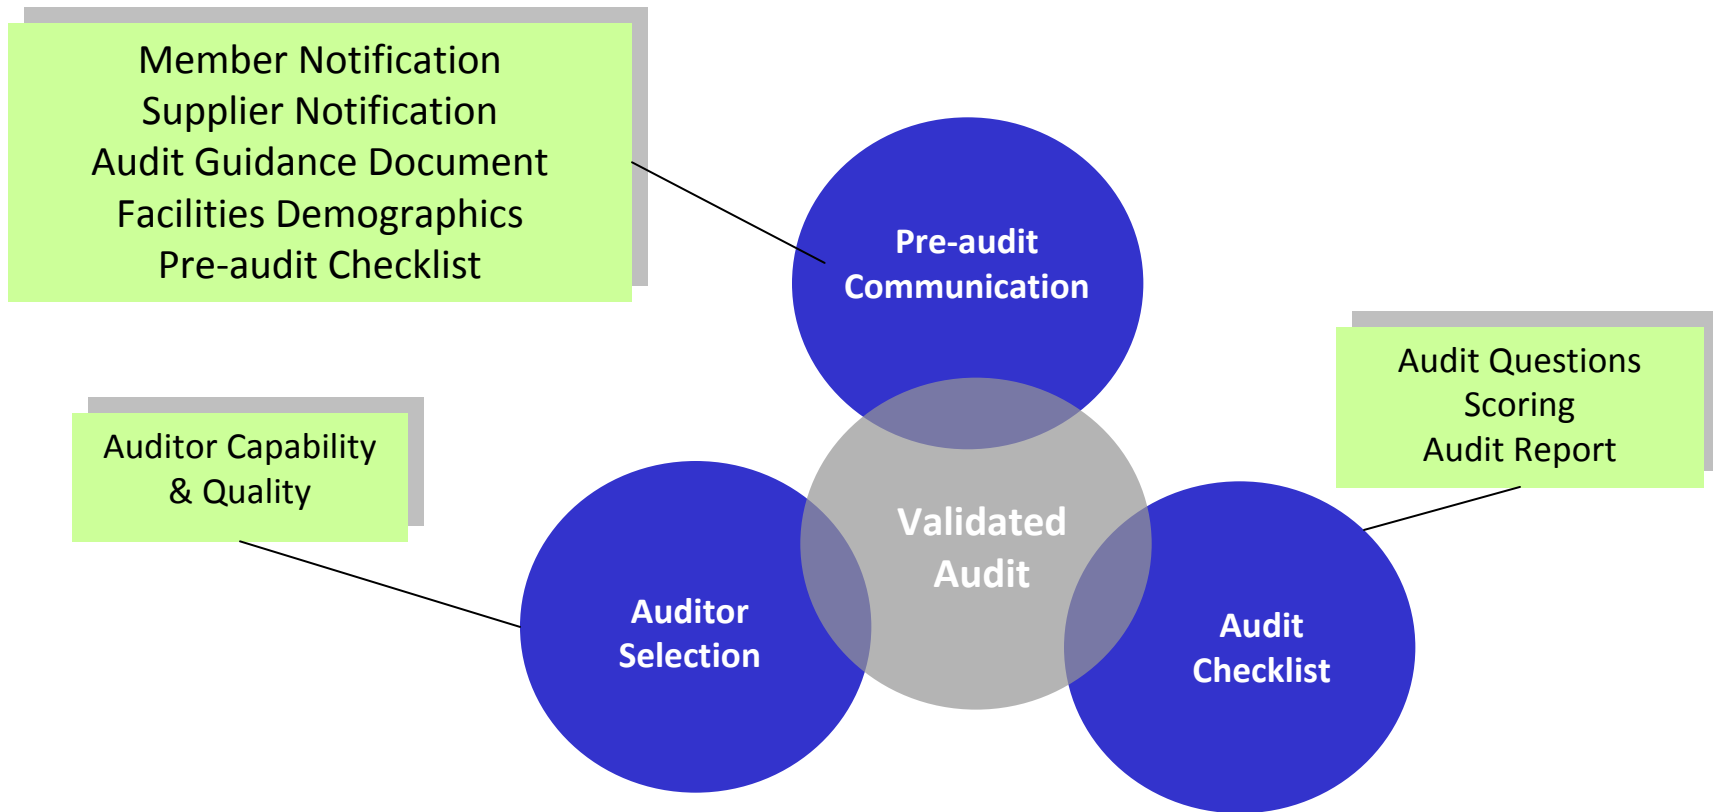 Member Notification
Supplier Notification
Audit Guidance Document
Facilities Demographics
Pre-audit Checklist
Pre-audit
Communication
Audit Questions
Scoring
Audit Report
Auditor Capability
& Quality
Validated
Audit
Auditor
Selection
Audit
Checklist